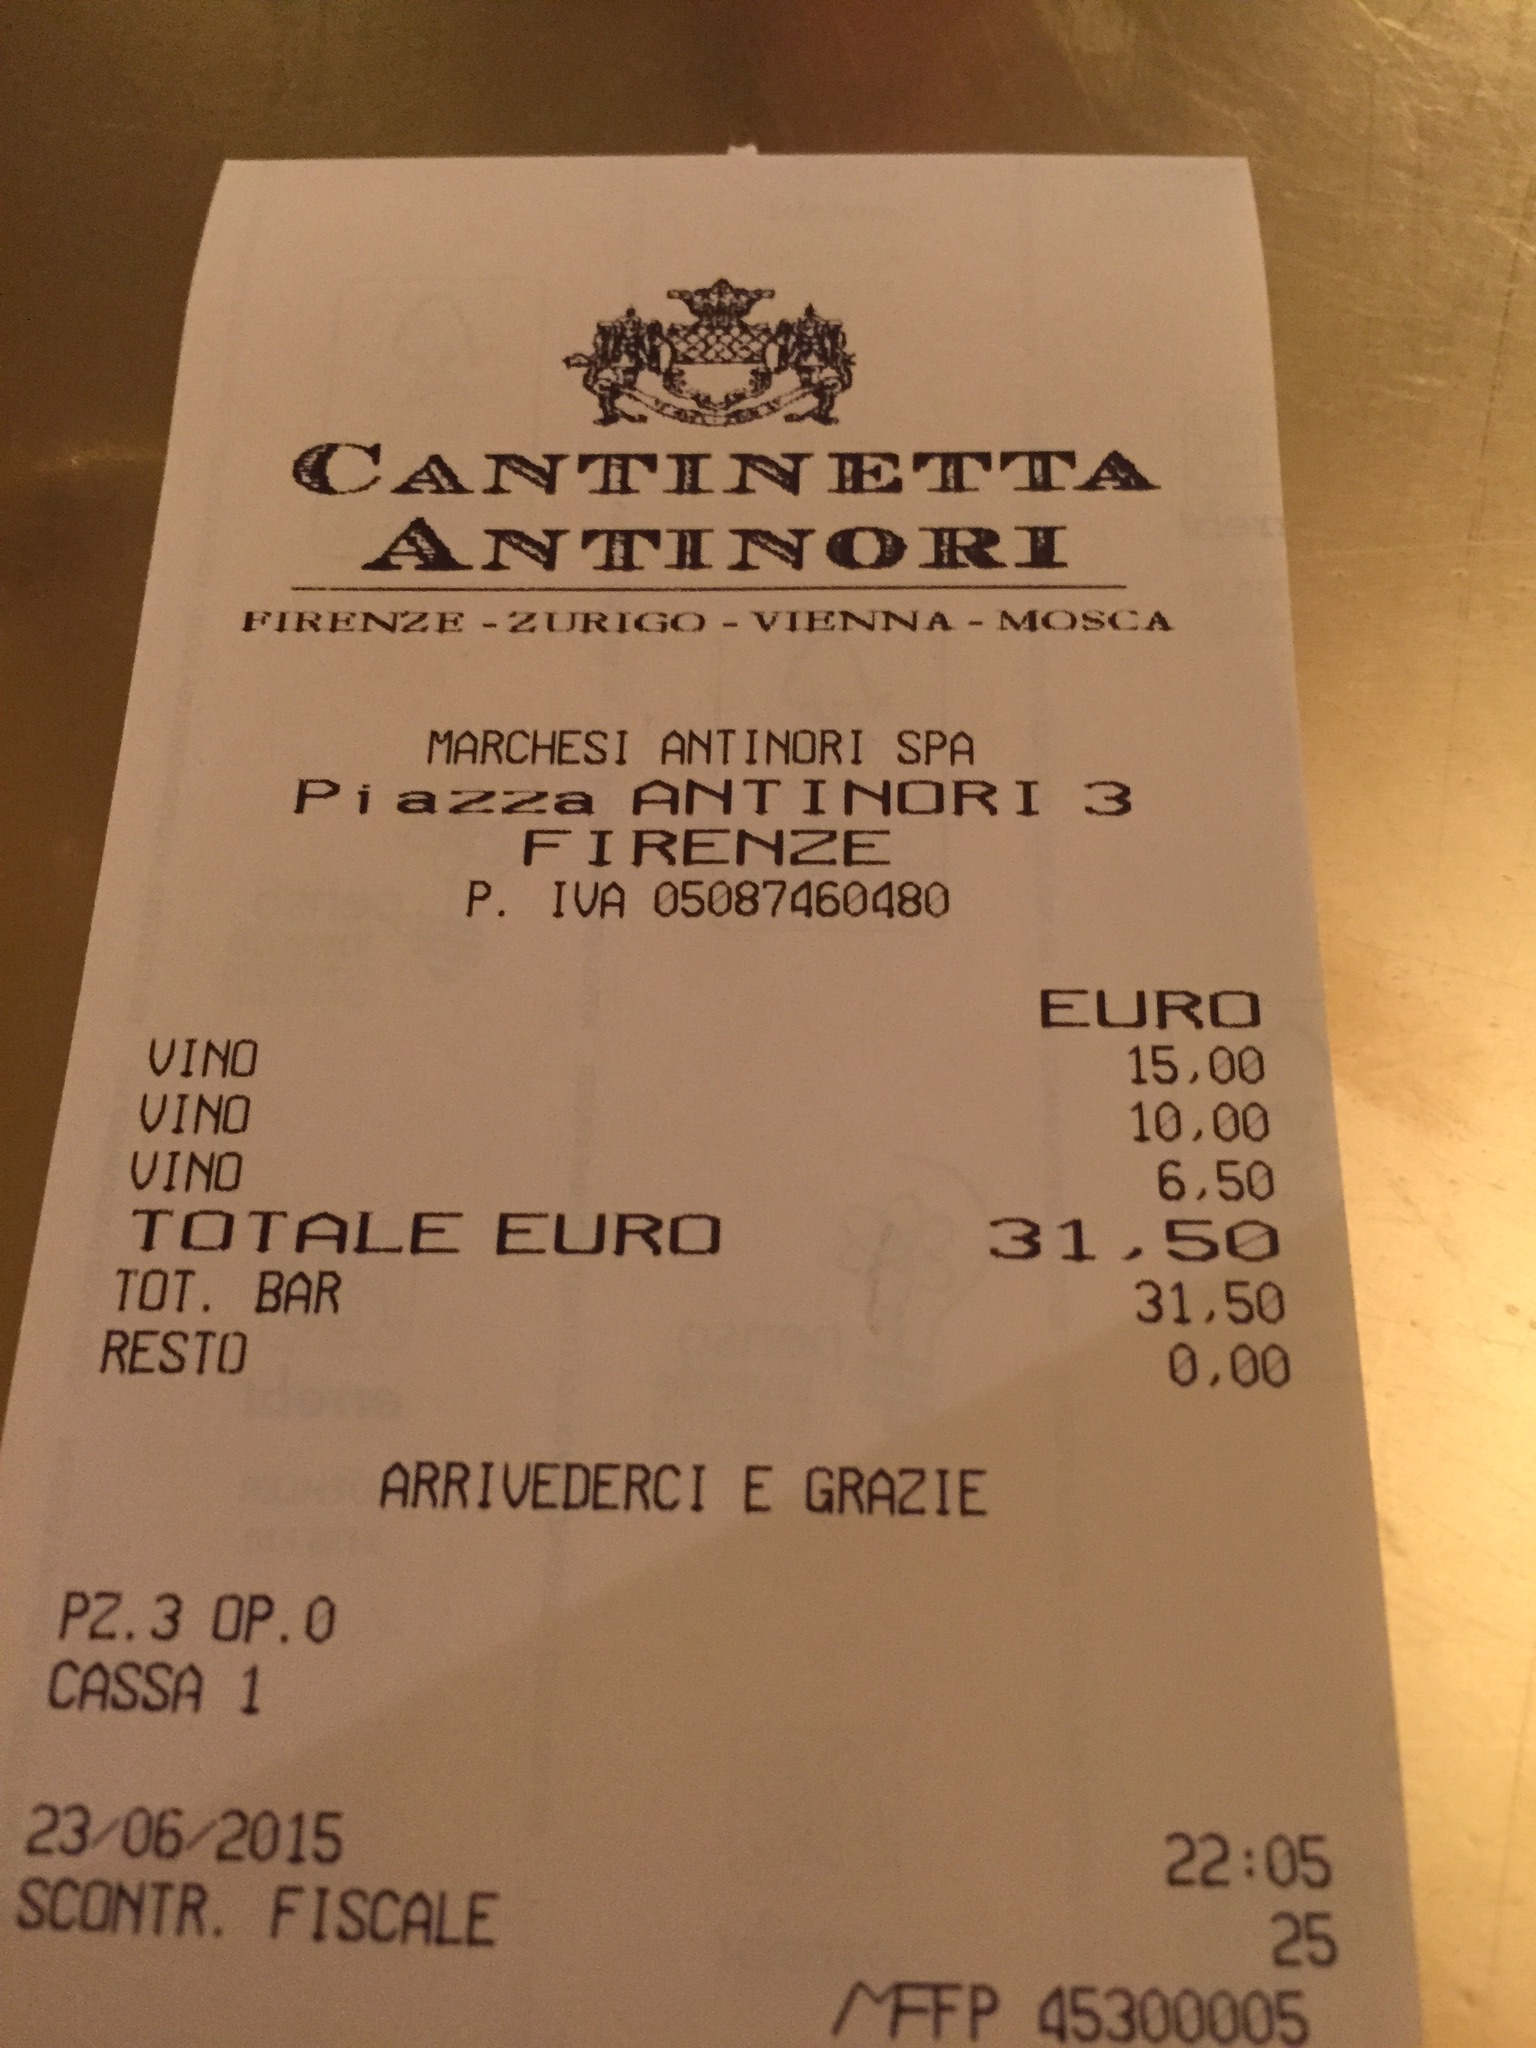 CANTINETTA
ANTINORI
FIRENZE - ZURIGO - VIENNA - MOSCA
MARCHESI ANTINORI SPA
Piazza ANTINORI 3
FIRENZE
P. IVA 05087460480
EURO
VINO 15,00
VINO 10,00
VINO 6,50
TOTALE EURO 31,50
TOT. BAR 31,50
RESTO 0,00
ARRIVEDERCI E GRAZIE
PZ.3 OP.0
CASSA 1
23/06/2015 22:05
SCONTR. FISCALE 25
MFFP 45300005